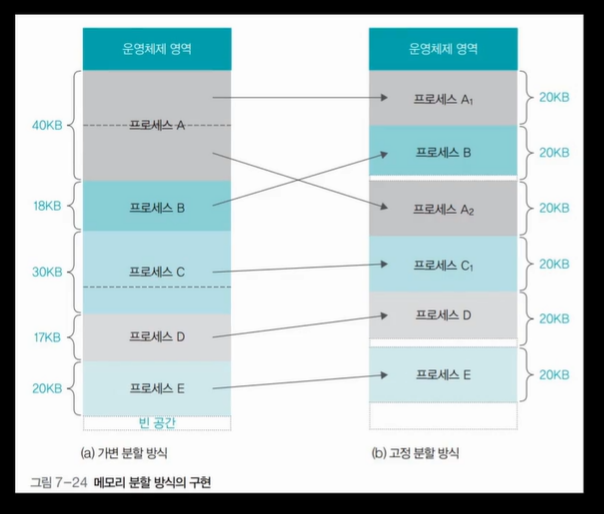 운영체제 영역
40KB
프로세스 A
18KB
프로세스 B
30KB
프로세스 C
17KB
프로세스 D
20KB
프로세스 E
빈 공간
(a) 가변 분할 방식
운영체제 영역
프로세스 A1
20KB
프로세스 B
20KB
프로세스 A2
20KB
프로세스 C1
20KB
프로세스 D
20KB
프로세스 E
20KB
(b) 고정 분할 방식
그림 7-24 메모리 분할 방식의 구현